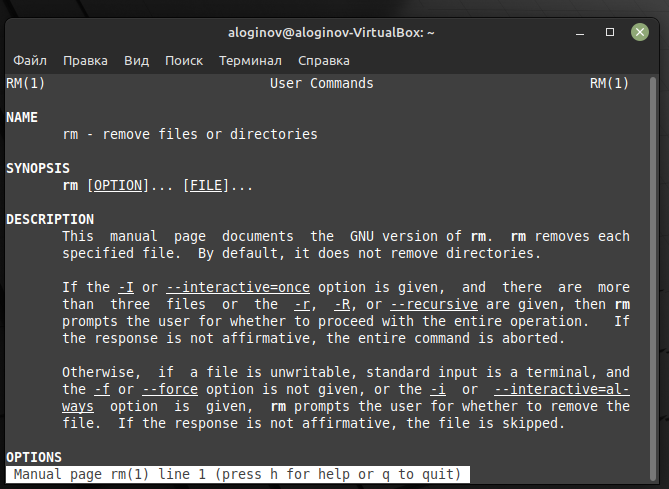 aloginov@aloginov-VirtualBox: ~
Файл Правка Вид Поиск Терминал Справка
RM(1) User Commands RM(1)
NAME
rm - remove files or directories
SYNOPSIS
rm [OPTION]... [FILE]...
DESCRIPTION
This manual page documents the GNU version of rm. rm removes each
specified file. By default, it does not remove directories.
If the -I or --interactive=once option is given, and there are more
than three files or the -r, -R, or --recursive are given, then rm
prompts the user for whether to proceed with the entire operation. If
the response is not affirmative, the entire command is aborted.
Otherwise, if a file is unwritable, standard input is a terminal, and
the -f or --force option is not given, or the -i or --interactive=al-
ways option is given, rm prompts the user for whether to remove the
file. If the response is not affirmative, the file is skipped.
OPTIONS
Manual page rm(1) line 1 (press h for help or q to quit)